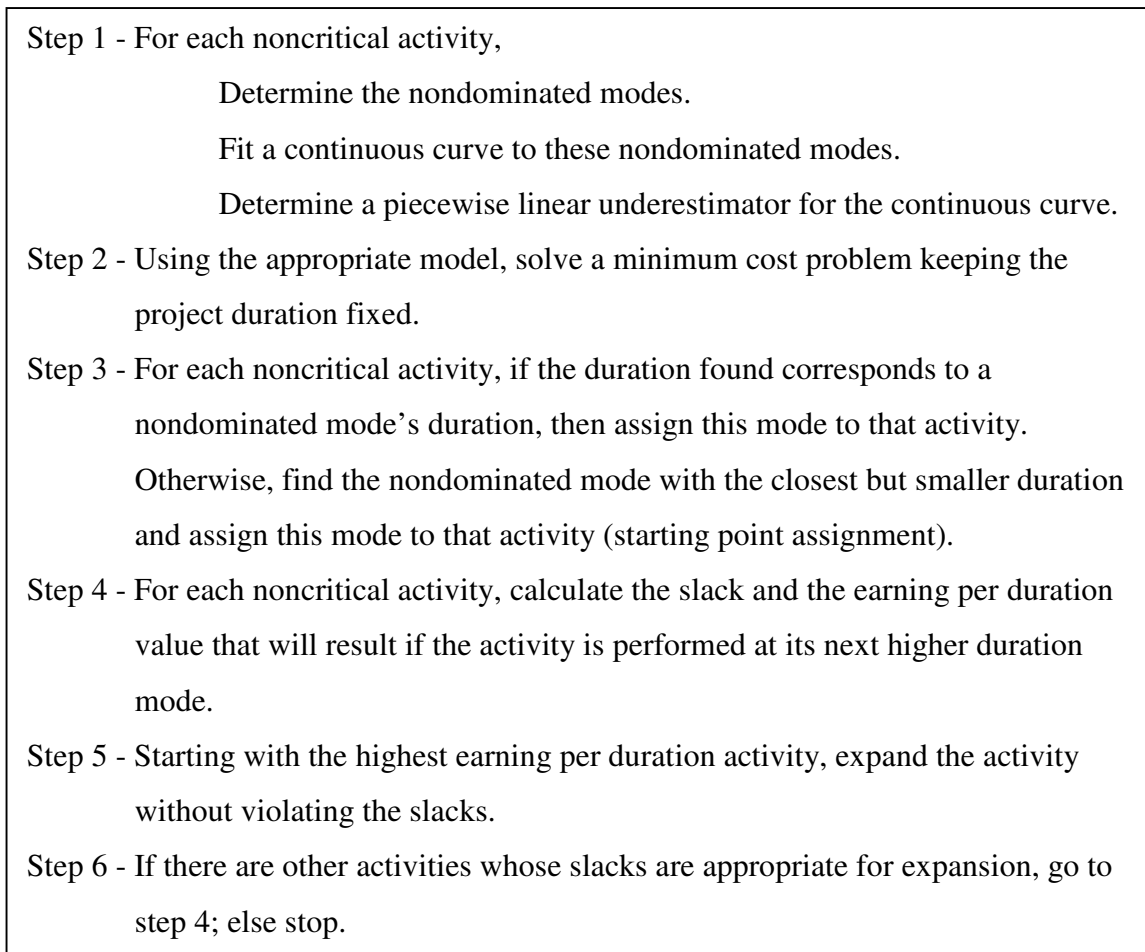 Step 1 - For each noncritical activity,
Determine the nondominated modes.
Fit a continuous curve to these nondominated modes.
Determine a piecewise linear underestimator for the continuous curve.
Step 2 - Using the appropriate model, solve a minimum cost problem keeping the
project duration fixed.
Step 3 - For each noncritical activity, if the duration found corresponds to a
nondominated mode’s duration, then assign this mode to that activity.
Otherwise, find the nondominated mode with the closest but smaller duration
and assign this mode to that activity (starting point assignment).
Step 4 - For each noncritical activity, calculate the slack and the earning per duration
value that will result if the activity is performed at its next higher duration
mode.
Step 5 - Starting with the highest earning per duration activity, expand the activity
without violating the slacks.
Step 6 - If there are other activities whose slacks are appropriate for expansion, go to
step 4; else stop.